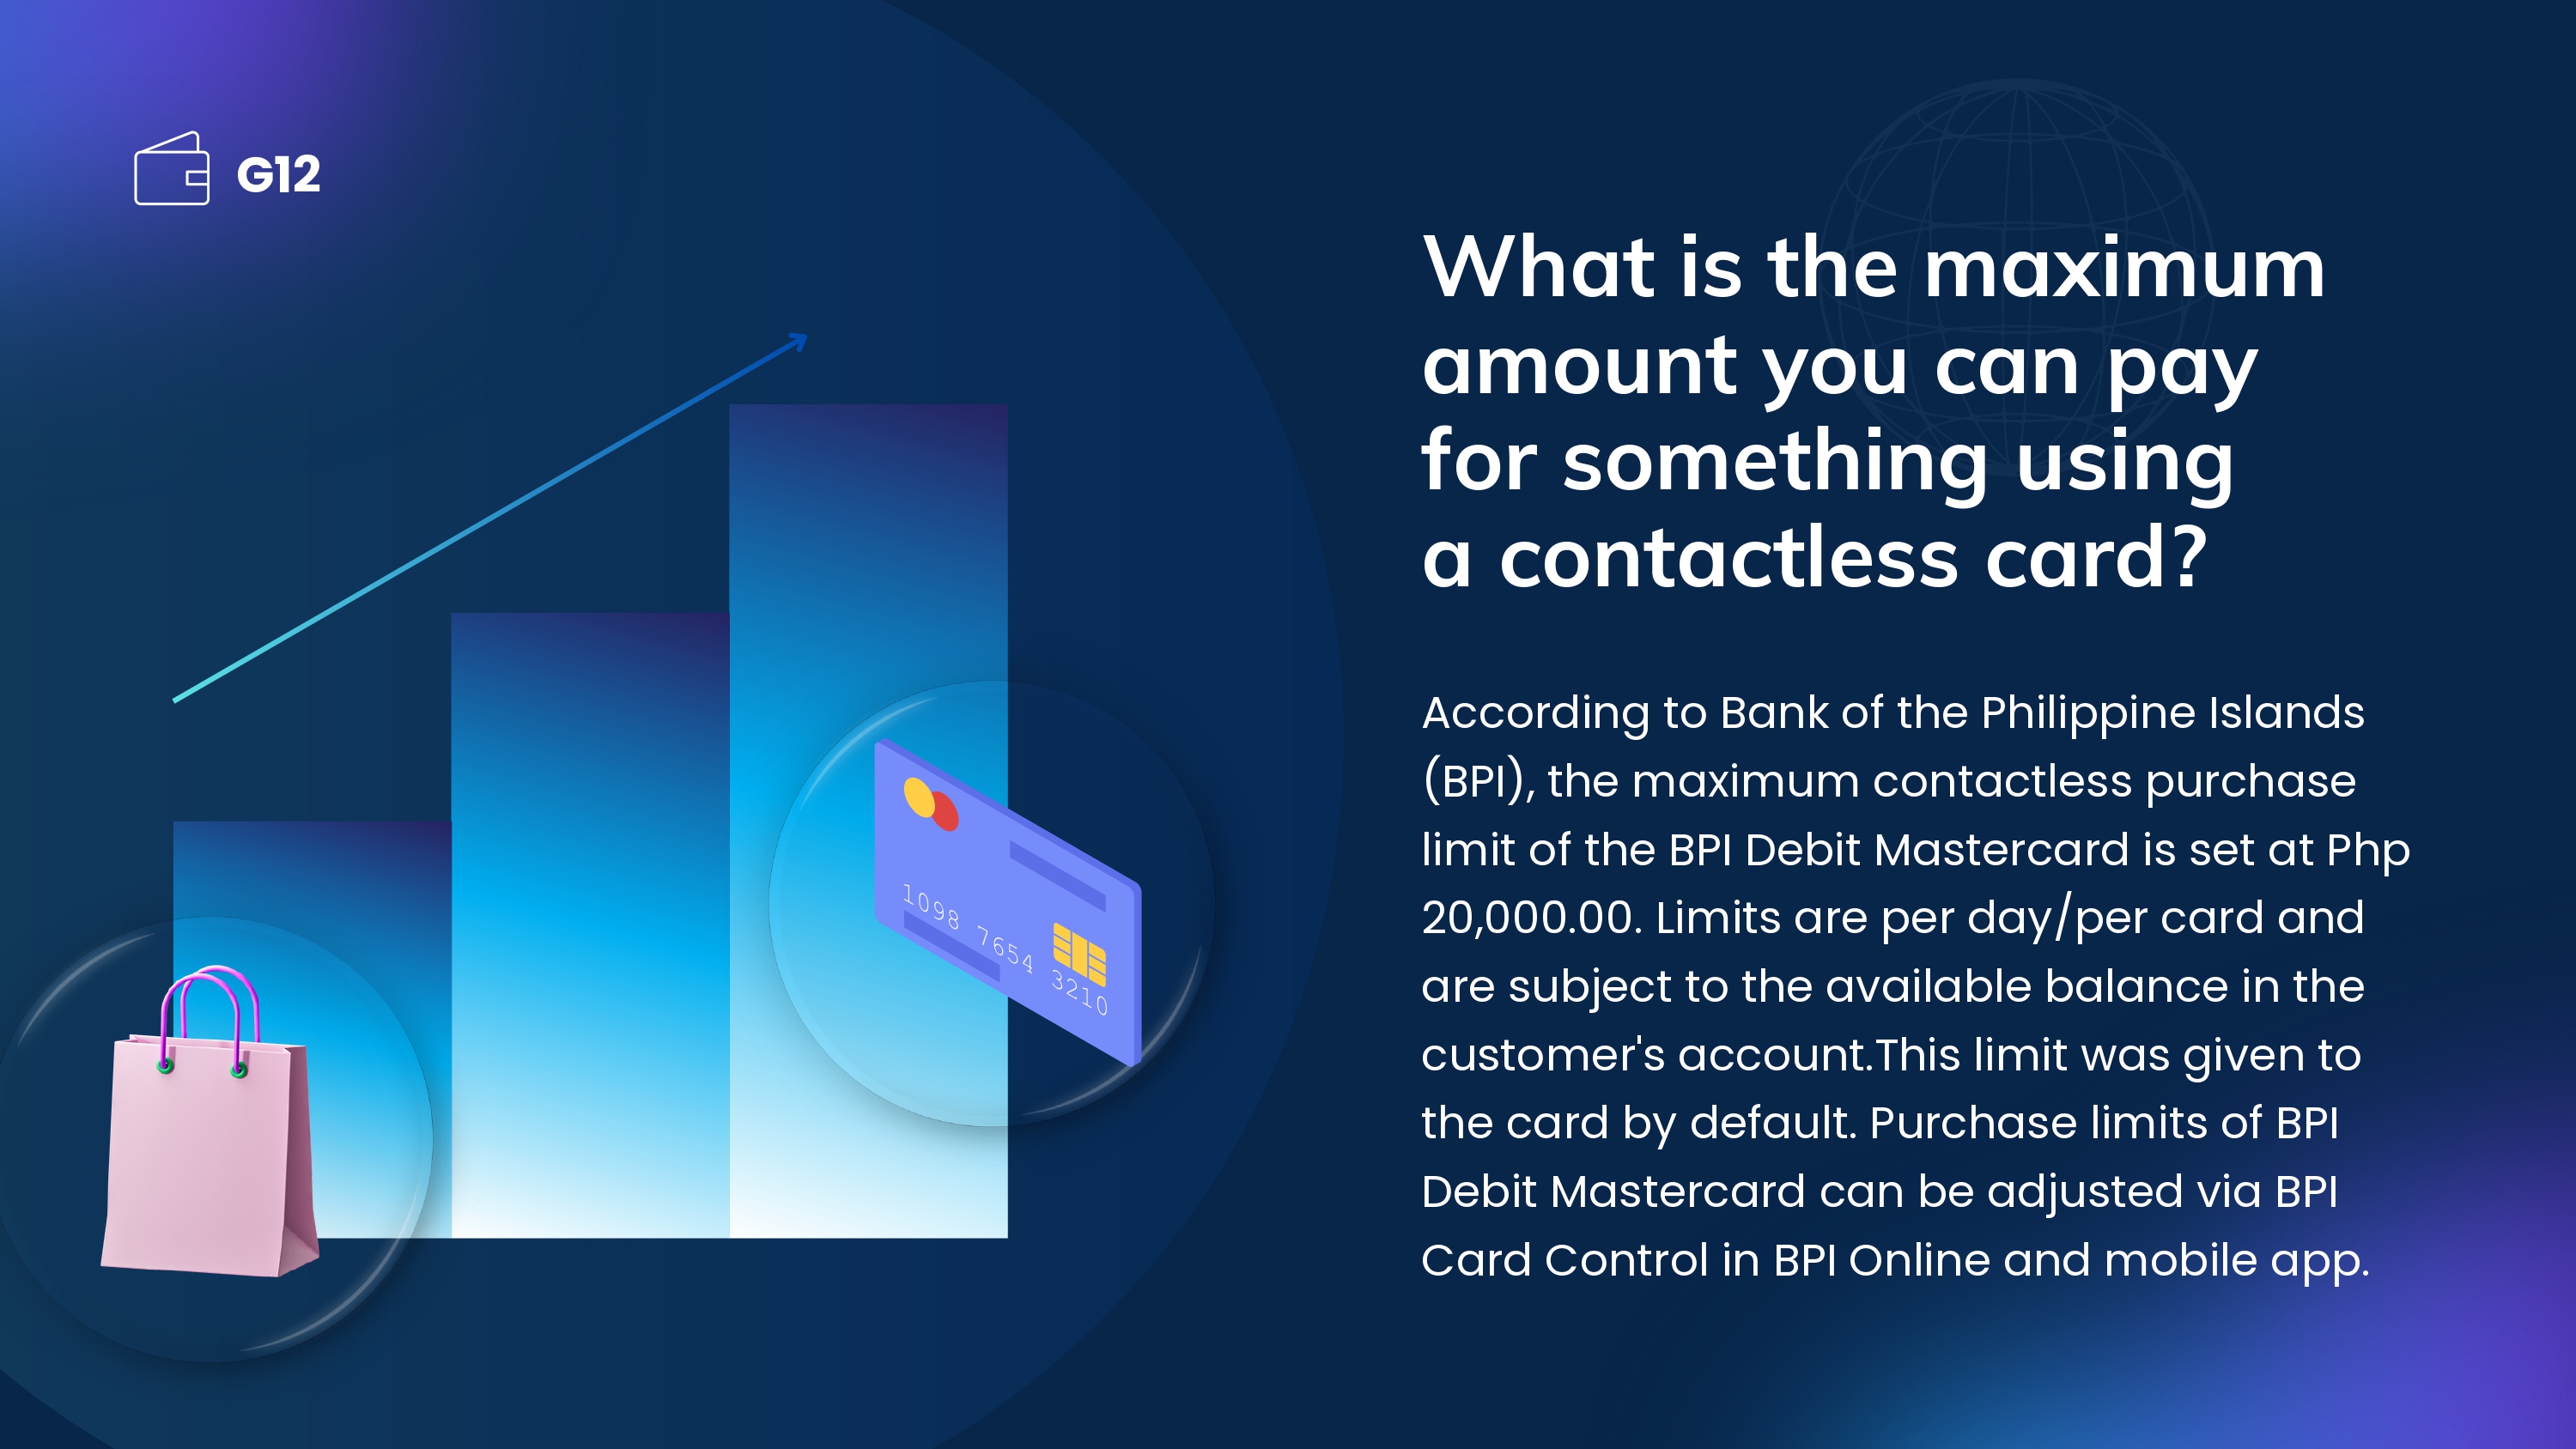 G12
What is the maximum
amount you can pay
for something using
a contactless card?
According to Bank of the Philippine Islands
(BPI), the maximum contactless purchase
limit of the BPI Debit Mastercard is set at Php
20,000.00. Limits are per day/per card and
are subject to the available balance in the
customer's account.This limit was given to
the card by default. Purchase limits of BPI
Debit Mastercard can be adjusted via BPI
Card Control in BPI Online and mobile app.
1098 7654 3210